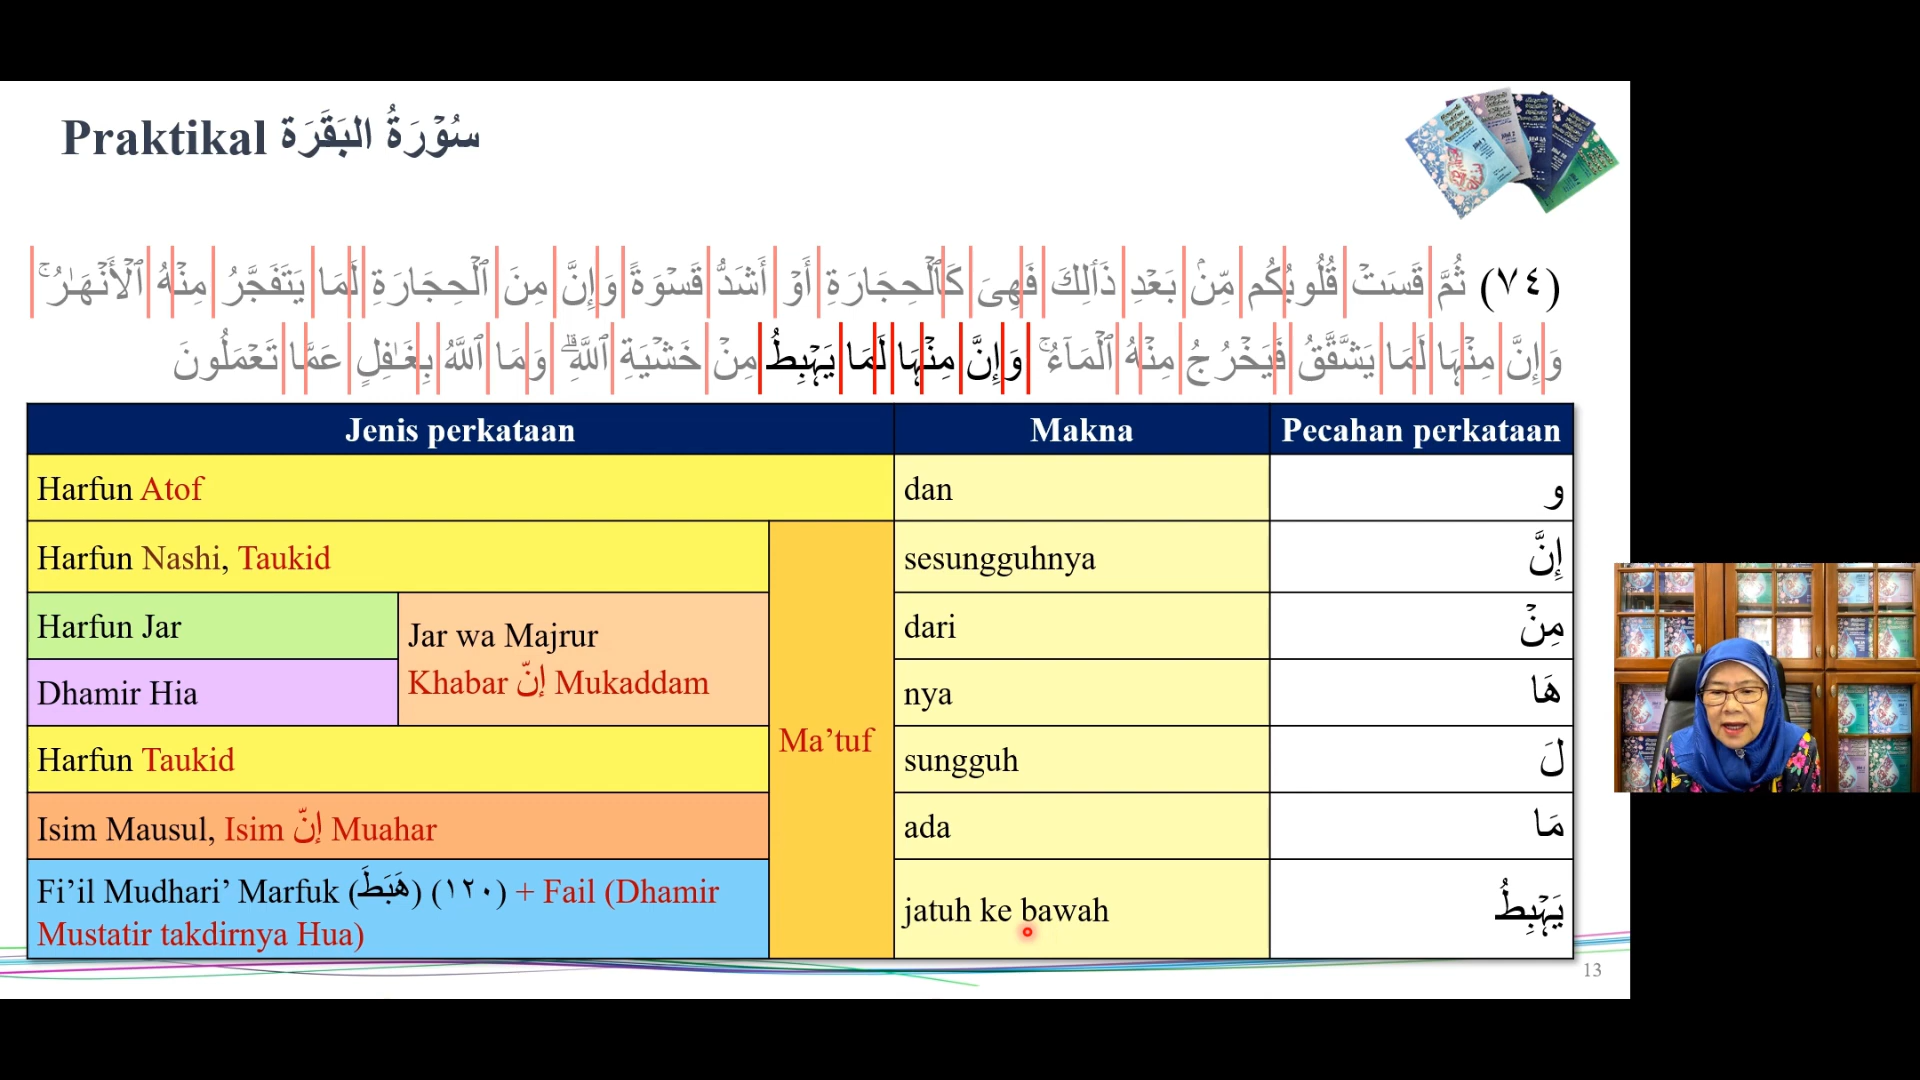 Praktikal سُوۡرَةُ البَقَرَة
(٧٤) ثُمَّ قَسَتۡ قُلُوبُكُم مِّنۢ بَعۡدِ ذَٲلِكَ فَهِىَ كَٱلۡحِجَارَةِ أَوۡ أَشَدُّ قَسۡوَةً وَإِنَّ مِنَ ٱلۡحِجَارَةِ لَمَا يَتَفَجَّرُ مِنۡهُ ٱلۡأَنۡهَـٰرُ‌ۚ
وَإِنَّ مِنۡہَا لَمَا يَشَّقَّقُ فَيَخۡرُجُ مِنۡهُ ٱلۡمَآءُ‌ۚ وَإِنَّ مِنۡہَا لَمَا يَہۡبِطُ مِنۡ خَشۡيَةِ ٱللَّهِ‌ۗ وَمَا ٱللَّهُ بِغَـٰفِلٍ عَمَّا تَعۡمَلُونَ
Jenis perkataan Makna Pecahan perkataan
Harfun Atof dan و
Harfun Nashi, Taukid sesungguhnya إِنَّ
Harfun Jar dari مِنۡ
Jar wa Majrur
Khabar إنّ Mukaddam
Dhamir Hia nya هَا
Ma’tuf
Harfun Taukid sungguh لَ
Isim Mausul, Isim إنّ Muahar ada مَا
Fi’il Mudhari’ Marfuk (هَبَطَ) (١٢٠) + Fail (Dhamir
Mustatir takdirnya Hua) jatuh ke bawah يَہۡبِطُ
13